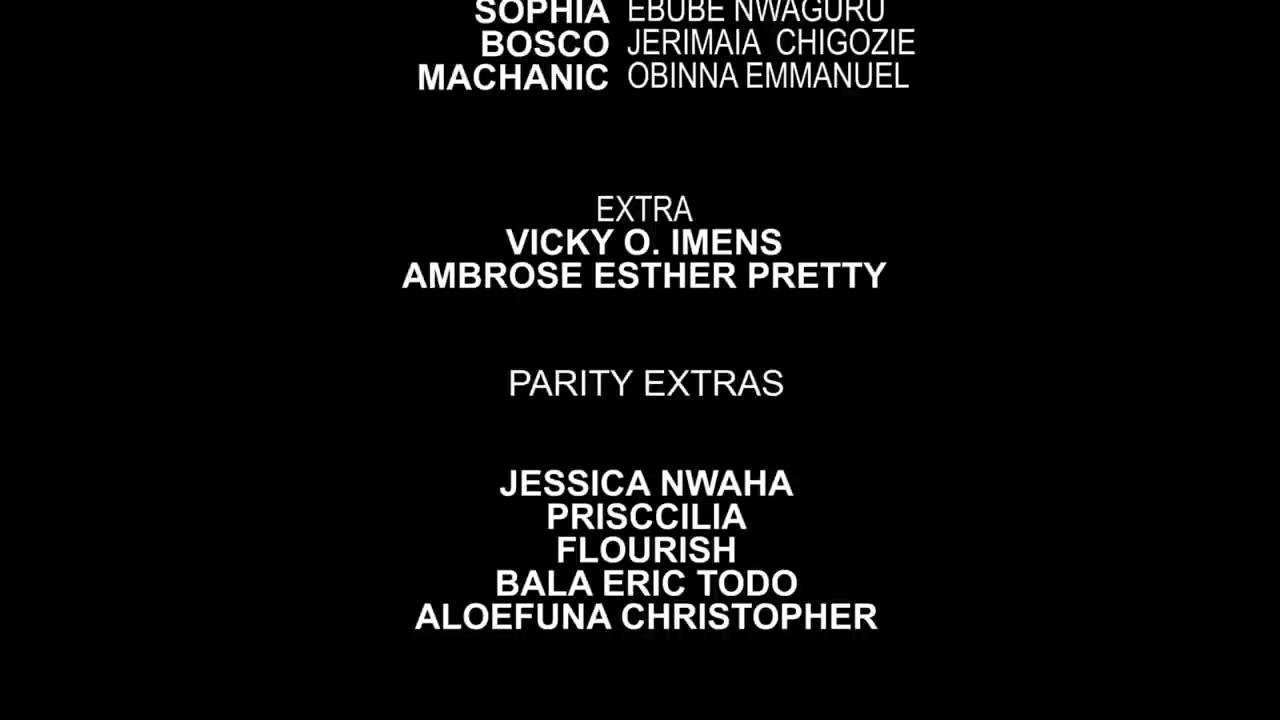 SOPHIA EBUBE NWAGURU
BOSCO JERIMAIA CHIGOZIE
MACHANIC OBINNA EMMANUEL
EXTRA
VICKY O. IMENS
AMBROSE ESTHER PRETTY
PARITY EXTRAS
JESSICA NWAHA
PRISCCILIA
FLOURISH
BALA ERIC TODO
ALOEFUNA CHRISTOPHER